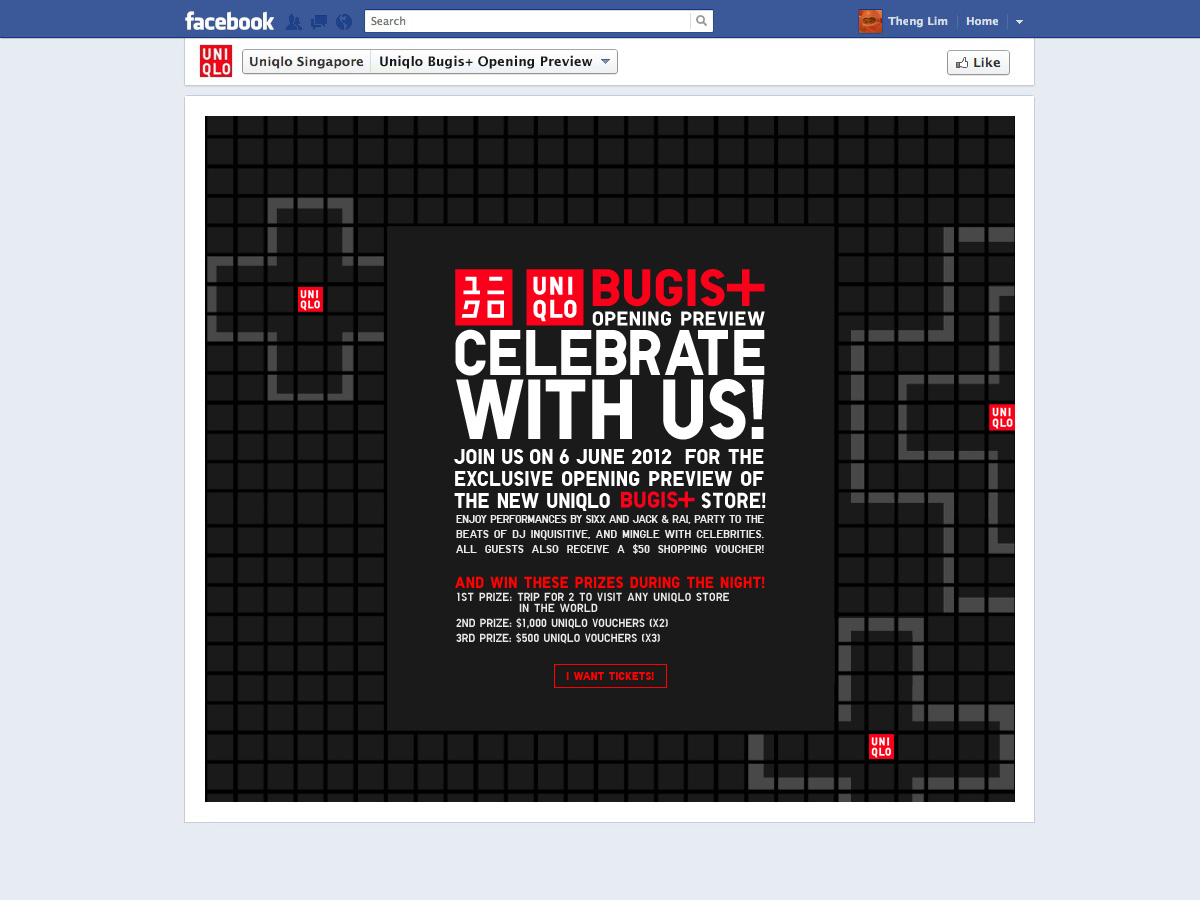 facebook
Search
Theng Lim
Home
UNI
QLO
Uniqlo Singapore
Uniqlo Bugis+ Opening Preview
Like
UNI
QLO
ユニ
クロ
UNI
QLO
BUGIS+
OPENING PREVIEW
CELEBRATE
WITH US!
JOIN US ON 6 JUNE 2012 FOR THE
EXCLUSIVE OPENING PREVIEW OF
THE NEW UNIQLO BUGIS+ STORE!
ENJOY PERFORMANCES BY SIXX AND JACK & RAI, PARTY TO THE
BEATS OF DJ INQUISITIVE, AND MINGLE WITH CELEBRITIES.
ALL GUESTS ALSO RECEIVE A $50 SHOPPING VOUCHER!
AND WIN THESE PRIZES DURING THE NIGHT!
1ST PRIZE: TRIP FOR 2 TO VISIT ANY UNIQLO STORE
IN THE WORLD
2ND PRIZE: $1,000 UNIQLO VOUCHERS (X2)
3RD PRIZE: $500 UNIQLO VOUCHERS (X3)
I WANT TICKETS!
UNI
QLO
UNI
QLO